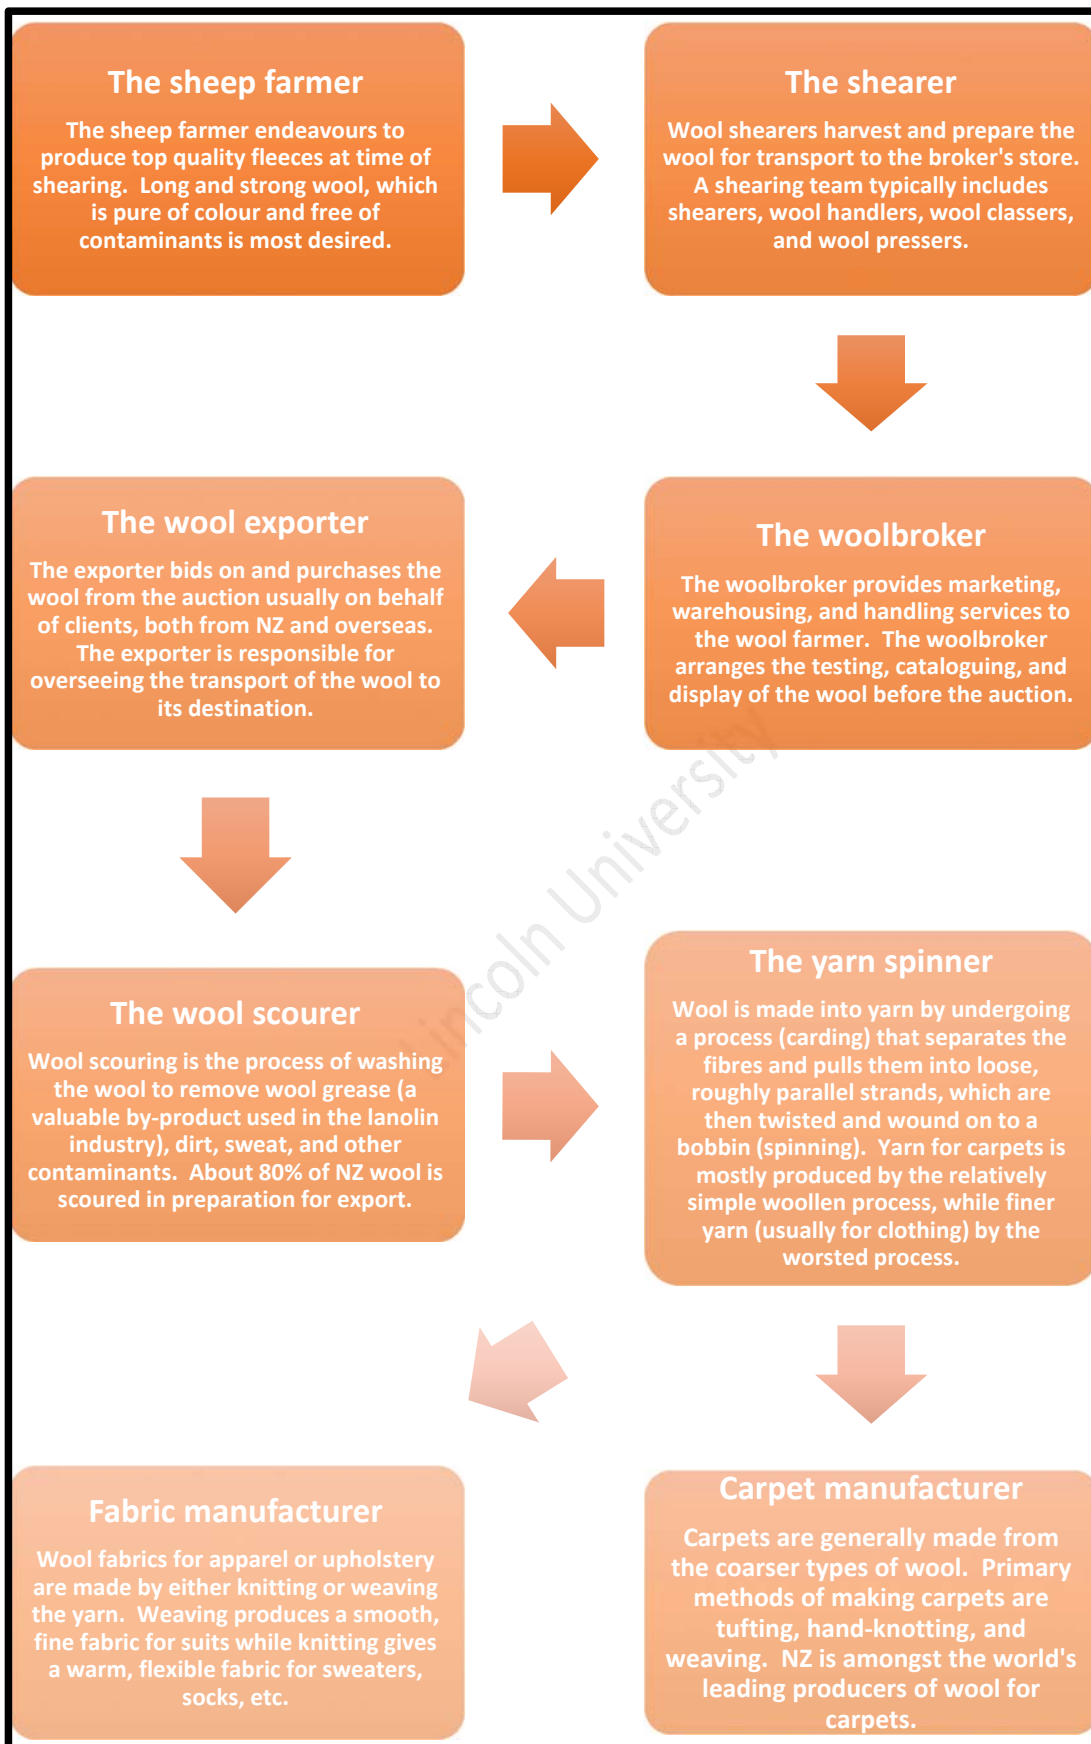 The sheep farmer
The sheep farmer endeavours to
produce top quality fleeces at time of
shearing.  Long and strong wool, which
is pure of colour and free of
contaminants is most desired.
The shearer
Wool shearers harvest and prepare the
wool for transport to the broker's store.
A shearing team typically includes
shearers, wool handlers, wool classers,
and wool pressers.
The woolbroker
The woolbroker provides marketing,
warehousing, and handling services to
the wool farmer.  The woolbroker
arranges the testing, cataloguing, and
display of the wool before the auction.
The wool exporter
The exporter bids on and purchases the
wool from the auction usually on behalf
of clients, both from NZ and overseas.
The exporter is responsible for
overseeing the transport of the wool to
its destination.
The wool scourer
Wool scouring is the process of washing
the wool to remove wool grease (a
valuable by-product used in the lanolin
industry), dirt, sweat, and other
contaminants.  About 80% of NZ wool is
scoured in preparation for export.
The yarn spinner
Wool is made into yarn by undergoing
a process (carding) that separates the
fibres and pulls them into loose,
roughly parallel strands, which are
then twisted and wound on to a
bobbin (spinning).  Yarn for carpets is
mostly produced by the relatively
simple woollen process, while finer
yarn (usually for clothing) by the
worsted process.
Fabric manufacturer
Wool fabrics for apparel or upholstery
are made by either knitting or weaving
the yarn.  Weaving produces a smooth,
fine fabric for suits while knitting gives
a warm, flexible fabric for sweaters,
socks, etc.
Carpet manufacturer
Carpets are generally made from
the coarser types of wool.  Primary
methods of making carpets are
tufting, hand-knotting, and
weaving.  NZ is amongst the world's
leading producers of wool for
carpets.
Lincoln University